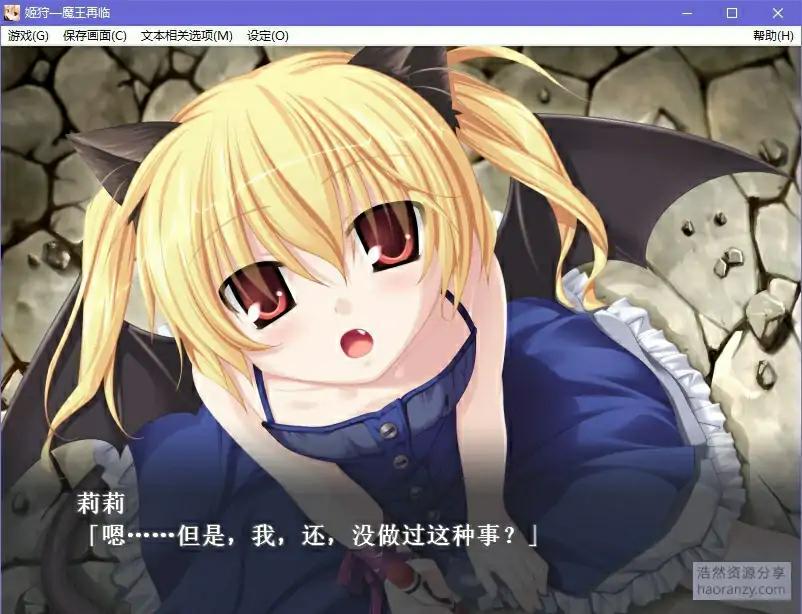 姬狩—魔王再临
游戏(G) 保存画面(C) 文本相关选项(M) 设定(O) 帮助(H)
莉莉
「嗯……但是，我，还，没做过这种事？」
浩然资源分享
haoranzy.com